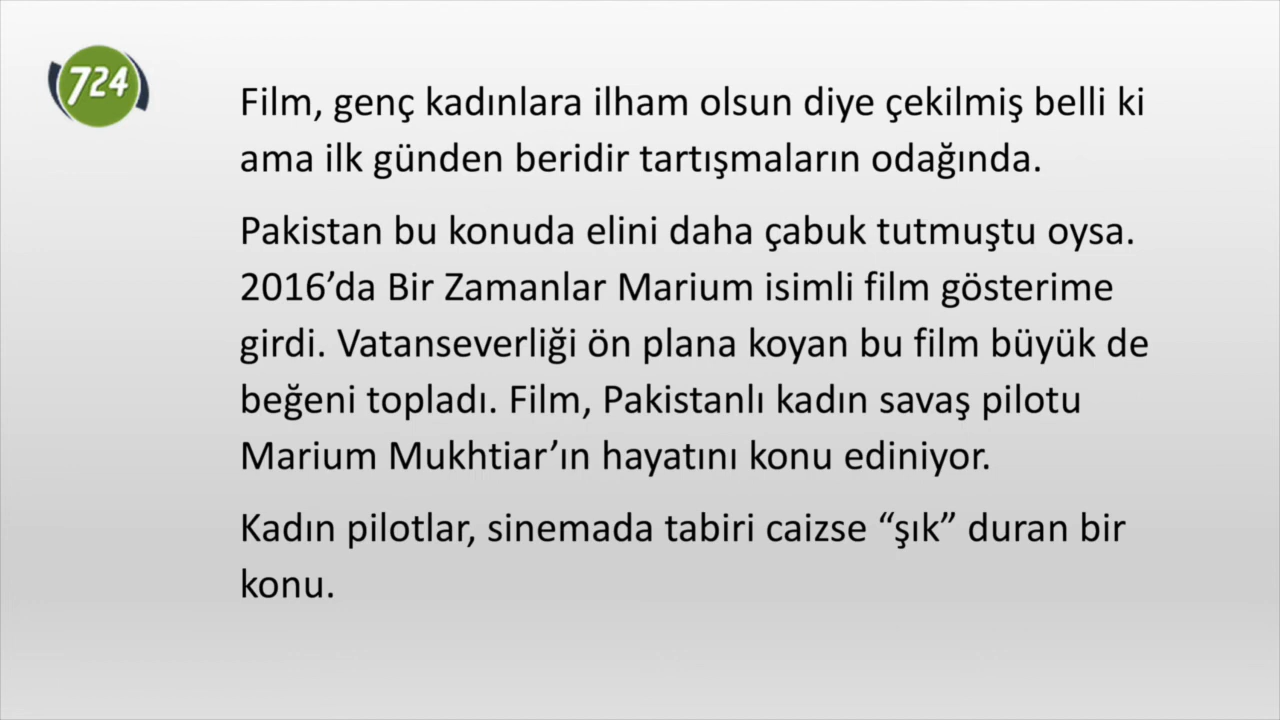 724
Film, genç kadınlara ilham olsun diye çekilmiş belli ki
ama ilk günden beridir tartışmaların odağında.
Pakistan bu konuda elini daha çabuk tutmuştu oysa.
2016’da Bir Zamanlar Marium isimli film gösterime
girdi. Vatanseverliği ön plana koyan bu film büyük de
beğeni topladı. Film, Pakistanlı kadın savaş pilotu
Marium Mukhtiar’ın hayatını konu ediniyor.
Kadın pilotlar, sinemada tabiri caizse “şık” duran bir
konu.